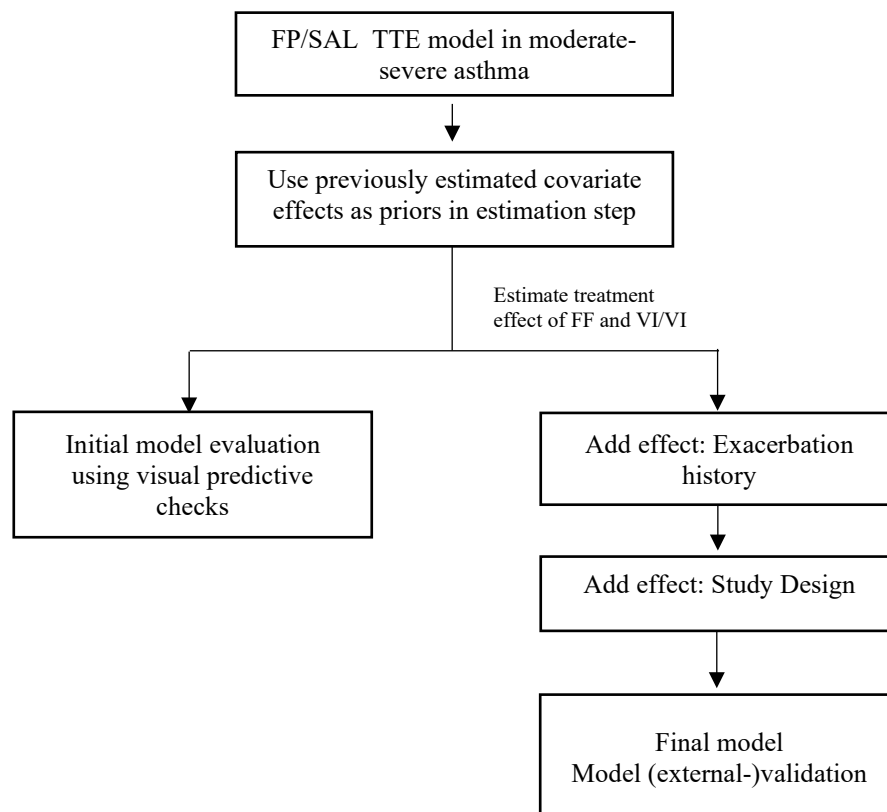 FP/SAL  TTE model in moderate-
severe asthma
Use previously estimated covariate
effects as priors in estimation step
Estimate treatment
effect of FF and VI/VI
Initial model evaluation
using visual predictive
checks
Add effect: Exacerbation
history
Add effect: Study Design
Final model
Model (external-)validation